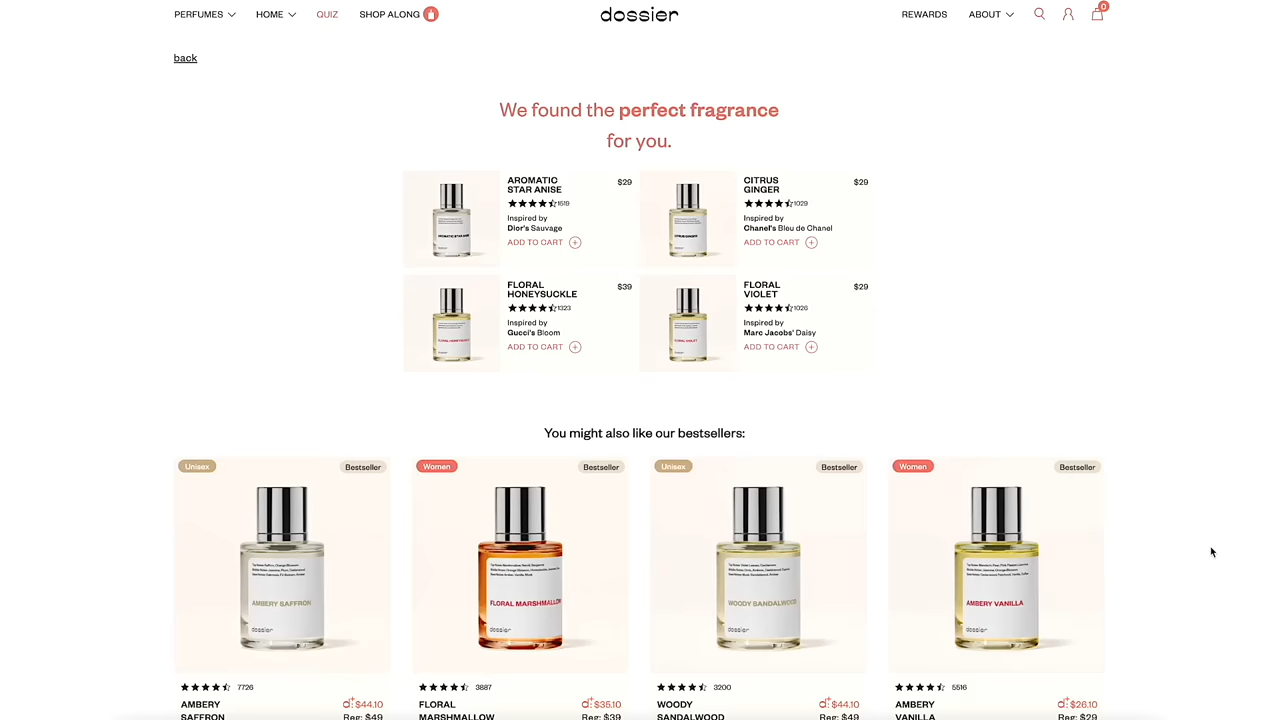 PERFUMES
HOME
QUIZ
SHOP ALONG
dossier
REWARDS
ABOUT
0
back
We found the perfect fragrance
for you.
AROMATIC
STAR ANISE
$29
1519
Inspired by
Dior's Sauvage
ADD TO CART
CITRUS
GINGER
$29
1029
Inspired by
Chanel's Bleu de Chanel
ADD TO CART
FLORAL
HONEYSUCKLE
$39
1323
Inspired by
Gucci's Bloom
ADD TO CART
FLORAL
VIOLET
$29
1026
Inspired by
Marc Jacobs' Daisy
ADD TO CART
You might also like our bestsellers:
Unisex
Bestseller
AMBERY SAFFRON
dossier
7726
AMBERY
SAFFRON
d+ $44.10
Reg: $49
Women
Bestseller
FLORAL MARSHMALLOW
dossier
3887
FLORAL
MARSHMALLOW
d+ $35.10
Reg: $39
Unisex
Bestseller
WOODY SANDALWOOD
dossier
3200
WOODY
SANDALWOOD
d+ $44.10
Reg: $49
Women
Bestseller
AMBERY VANILLA
dossier
5516
AMBERY
VANILLA
d+ $26.10
Reg: $29